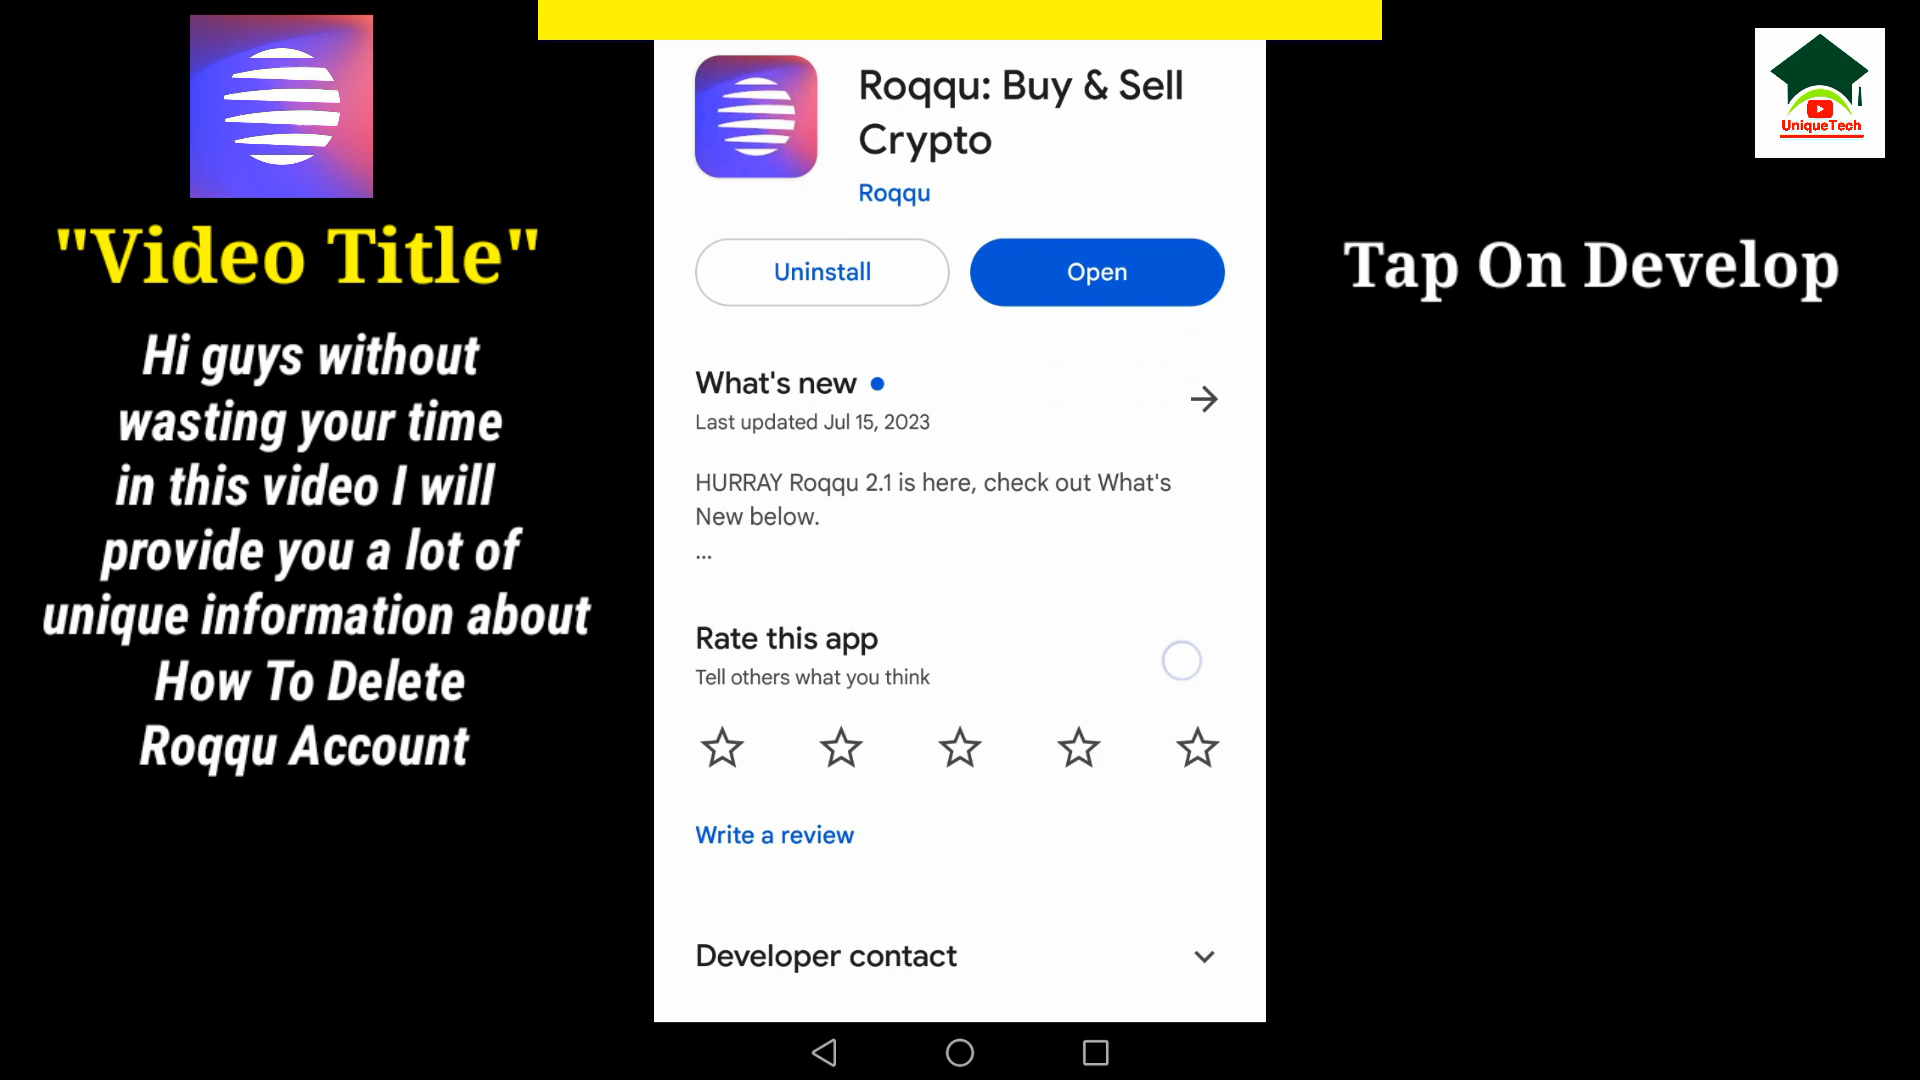 "Video Title"
Hi guys without
wasting your time
in this video I will
provide you a lot of
unique information about
How To Delete
Roqqu Account
Roqqu: Buy & Sell
Crypto
Roqqu
Uninstall
Open
What's new
Last updated Jul 15, 2023
HURRAY Roqqu 2.1 is here, check out What's
New below.
...
Rate this app
Tell others what you think
Write a review
Developer contact
UniqueTech
Tap On Develop